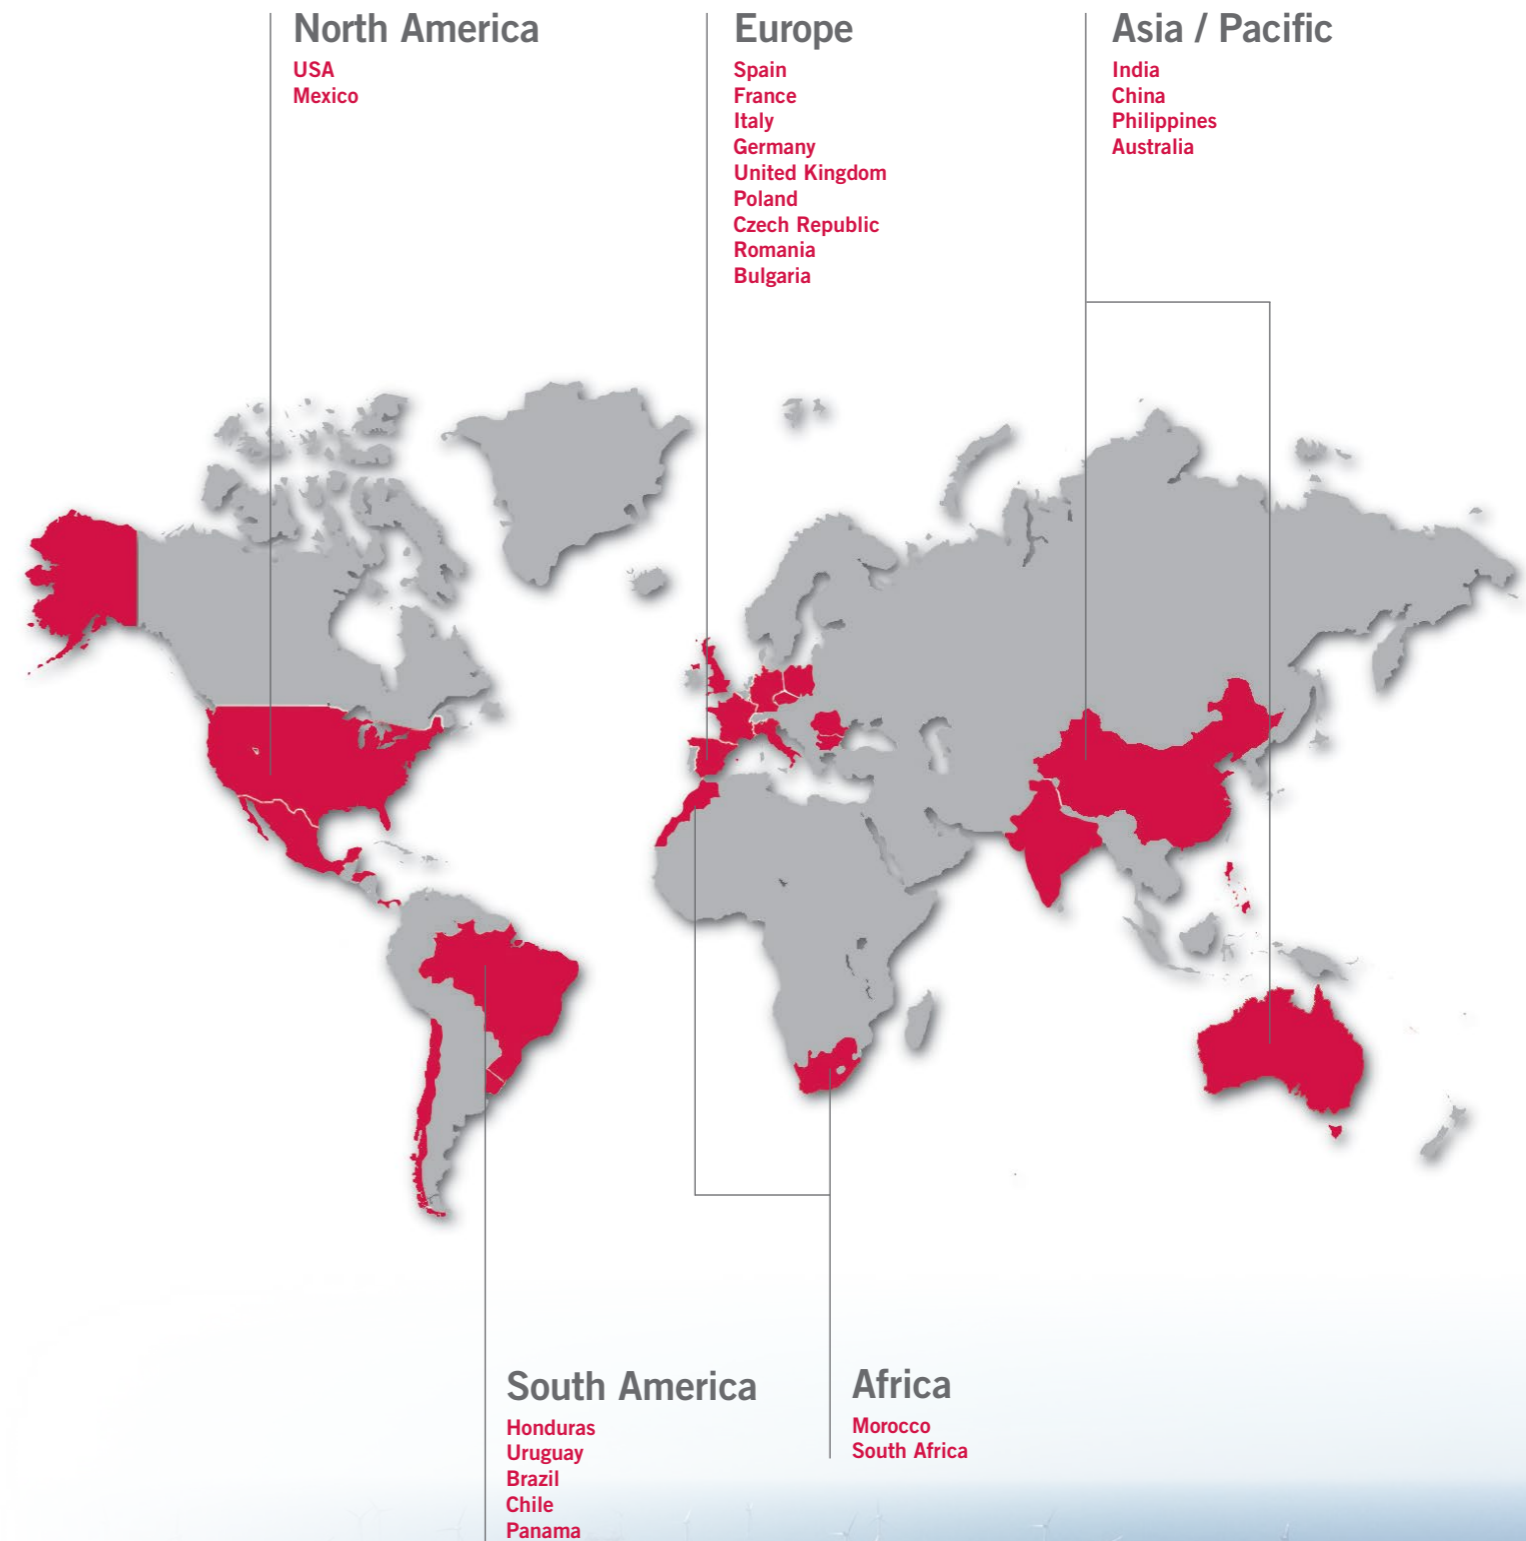 North America
USA
Mexico
Europe
Spain
France
Italy
Germany
United Kingdom
Poland
Czech Republic
Romania
Bulgaria
Asia / Pacific
India
China
Philippines
Australia
South America
Honduras
Uruguay
Brazil
Chile
Panama
Africa
Morocco
South Africa